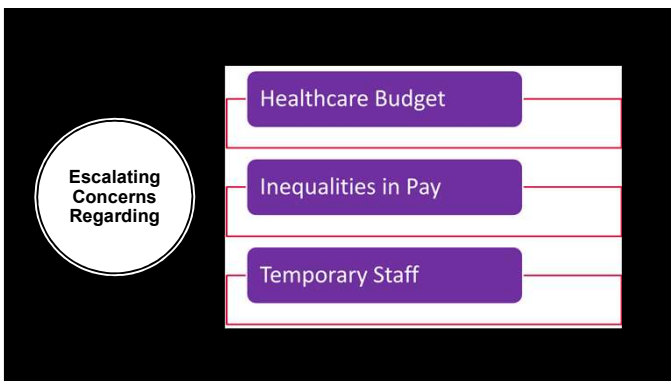 Escalating
Concerns
Regarding
Healthcare Budget
Inequalities in Pay
Temporary Staff